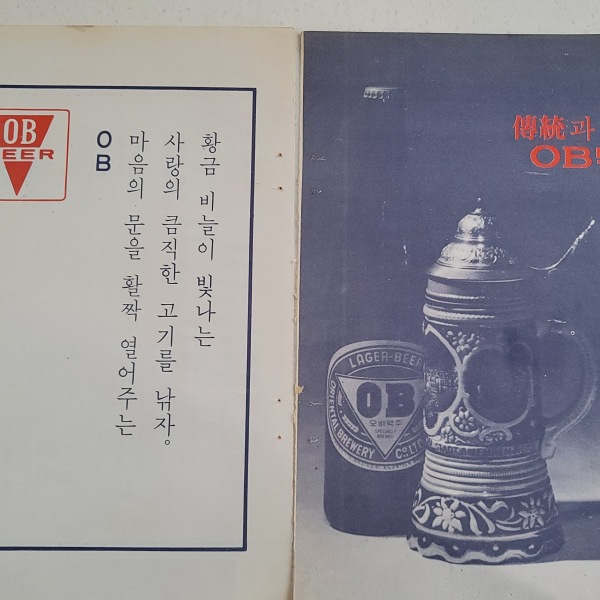 황금 비늘이 빛나는
사랑의 큼직한 고기를 낚자。
마음의 문을 활짝 열어주는
OB
OB
BEER
傳統과
OB
LAGER-BEER
OB
오비맥주
ORIENTAL BREWERY CO. LTD.